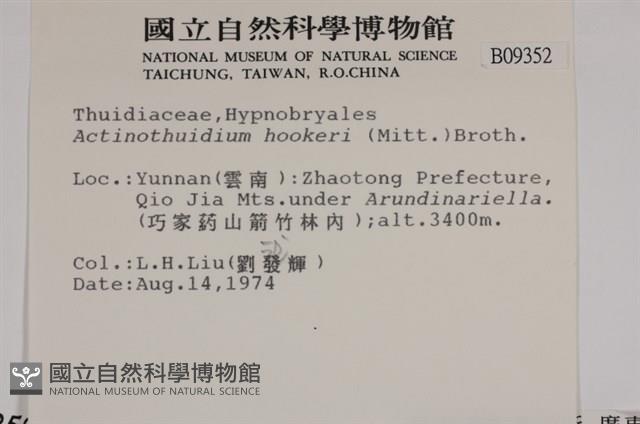 國立自然科學博物館
NATIONAL MUSEUM OF NATURAL SCIENCE
TAICHUNG, TAIWAN, R.O.CHINA
B09352
Thuidiaceae,Hypnobryales
Actinothuidium hookeri (Mitt.)Broth.
Loc.:Yunnan(雲南):Zhaotong Prefecture,
Qio Jia Mts.under Arundinariella.
(巧家药山箭竹林內);alt.3400m.
Col.:L.H.Liu(劉發輝)
Date:Aug.14,1974
國立自然科學博物館
NATIONAL MUSEUM OF NATURAL SCIENCE